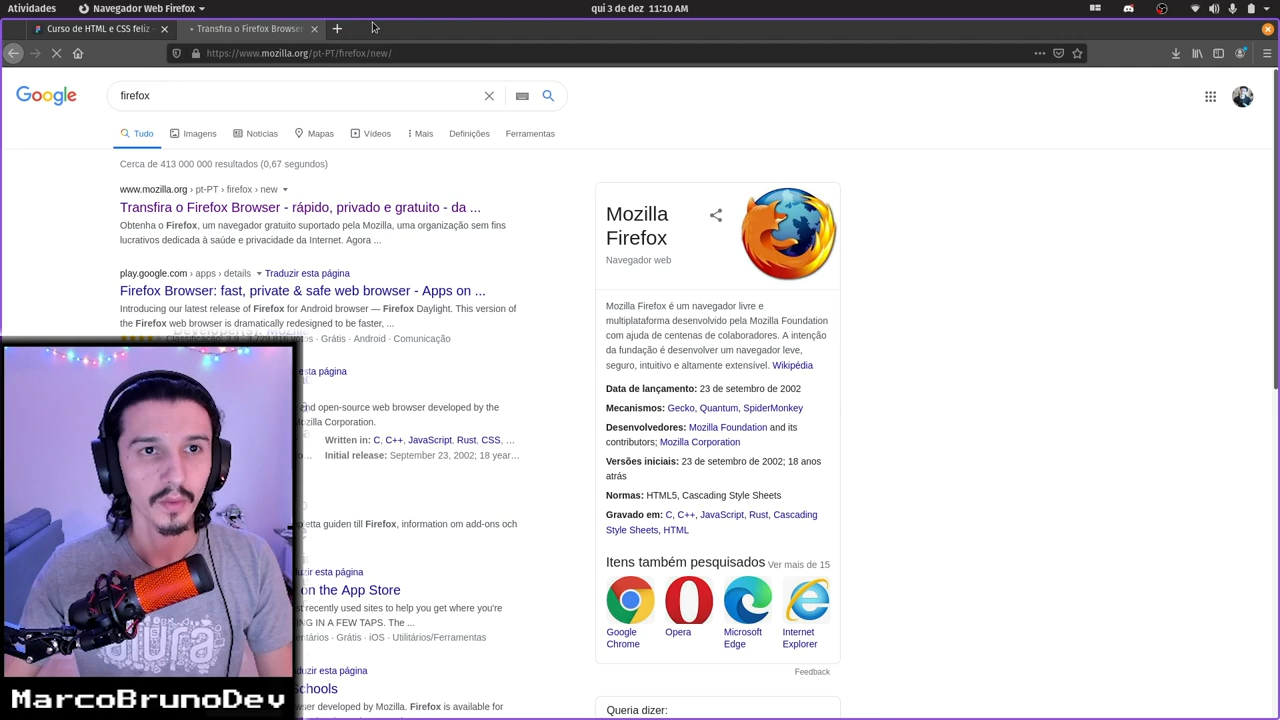 Atividades
Navegador web Firefox
qui 3 de dez  11:10 AM
Curso de HTML e CSS feliz -
Transfira o Firefox Browser
https://www.mozilla.org/pt-PT/firefox/new/
Google
firefox
Tudo
Imagens
Notícias
Mapas
Vídeos
Mais
Definições
Ferramentas
Cerca de 413 000 000 resultados (0,67 segundos)
www.mozilla.org › pt-PT › firefox › new
Transfira o Firefox Browser - rápido, privado e gratuito - da ...
Obtenha o Firefox, um navegador gratuito suportado pela Mozilla, uma organização sem fins
lucrativos dedicada à saúde e privacidade da Internet. Agora ...
play.google.com › apps › details
Traduzir esta página
Firefox Browser: fast, private & safe web browser - Apps on ...
Introducing our latest release of Firefox for Android browser — Firefox Daylight. This version of
the Firefox web browser is dramatically redesigned to be faster, ...
· Grátis · Android · Comunicação
esta página
open-source web browser developed by the
Mozilla Corporation.
Written in: C, C++, JavaScript, Rust, CSS, ...
Initial release: September 23, 2002; 18 year...
etta guiden till Firefox, information om add-ons och
esta página
on the App Store
recently used sites to help you get where you're
IN A FEW TAPS. The ...
· Grátis · iOS · Utilitários/Ferramentas
esta página
Schools
developed by Mozilla. Firefox is available for
Mozilla
Firefox
Navegador web
Mozilla Firefox é um navegador livre e
multiplataforma desenvolvido pela Mozilla Foundation
com ajuda de centenas de colaboradores. A intenção
da fundação é desenvolver um navegador leve,
seguro, intuitivo e altamente extensível. Wikipédia
Data de lançamento: 23 de setembro de 2002
Mecanismos: Gecko, Quantum, SpiderMonkey
Desenvolvedores: Mozilla Foundation and its
contributors; Mozilla Corporation
Versões iniciais: 23 de setembro de 2002; 18 anos
atrás
Normas: HTML5, Cascading Style Sheets
Gravado em: C, C++, JavaScript, Rust, Cascading
Style Sheets, HTML
Itens também pesquisados
Ver mais de 15
Google
Chrome
Opera
Microsoft
Edge
Internet
Explorer
Feedback
Queria dizer:
MarcoBrunoDev